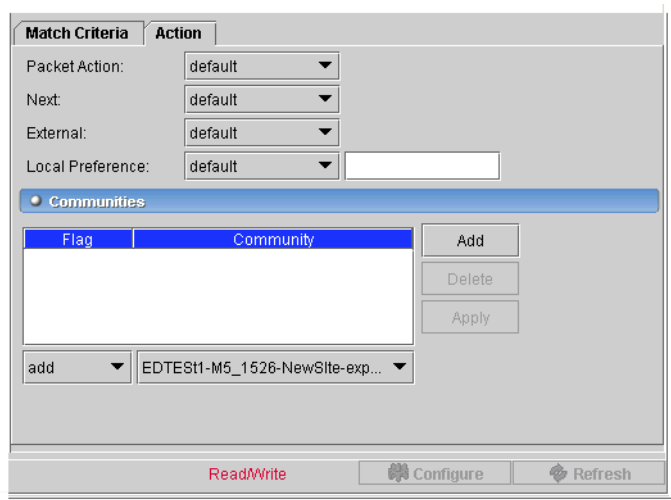 Match Criteria Action
Packet Action: default
Next: default
External: default
Local Preference: default
Communities
Flag Community
Add
Delete
Apply
add EDTESt1-M5_1526-NewSIte-exp...
Read/Write Configure Refresh